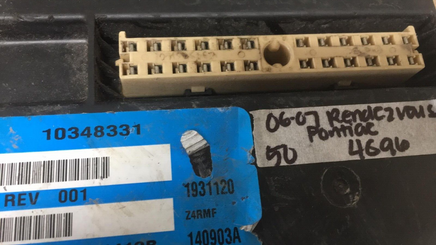 10348331
REV 001
1931120
Z4RMF
140903A
06-07 Rendezvous
Pontiac
50 4696